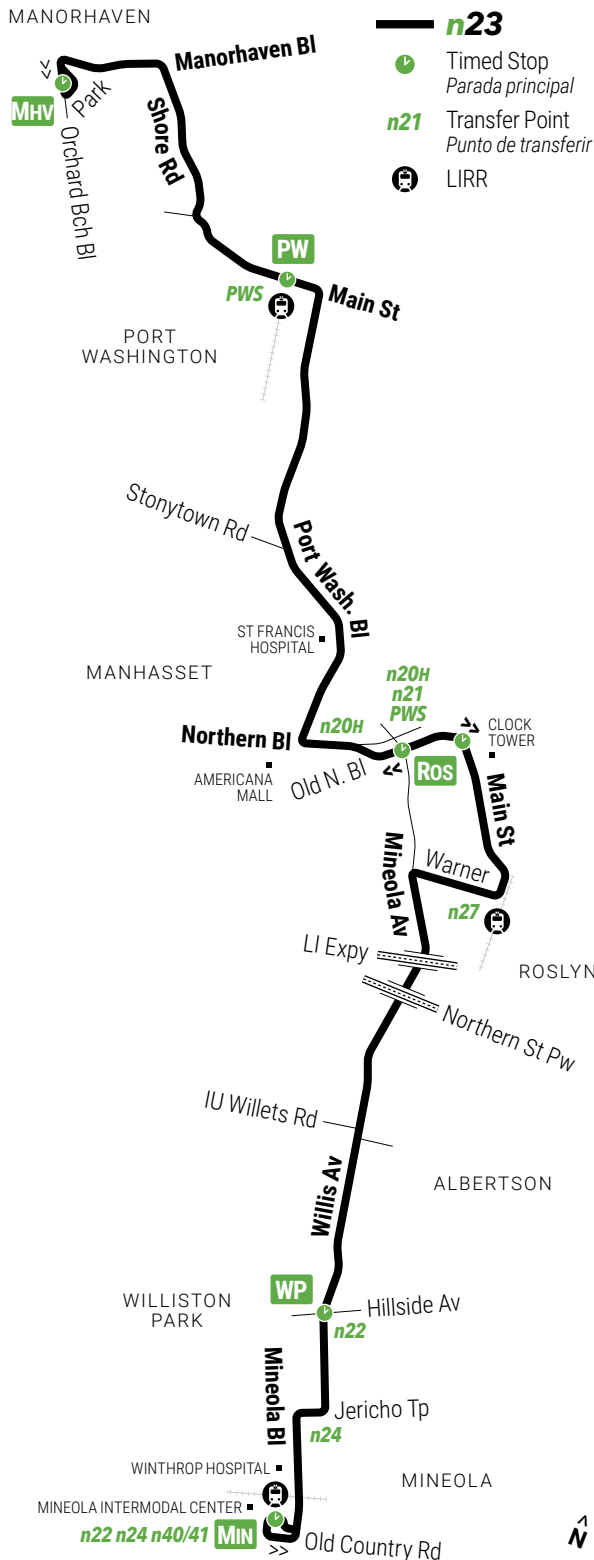 MANORHAVEN
n23
Timed Stop
Parada principal
n21
Transfer Point
Punto de transferir
LIRR
Manorhaven Bl
MHV
Park
Orchard Bch Bl
Shore Rd
PW
PWS
Main St
PORT
WASHINGTON
Stonytown Rd
Port Wash. Bl
ST FRANCIS
HOSPITAL
MANHASSET
n20H
n21
PWS
n20H
Northern Bl
CLOCK
TOWER
AMERICANA
MALL
Old N. Bl
ROS
Main St
Mineola Av
Warner
n27
LI Expy
ROSLYN
Northern St Pw
IU Willets Rd
ALBERTSON
Willis Av
WP
WILLISTON
PARK
Hillside Av
n22
Mineola Bl
Jericho Tp
n24
WINTHROP HOSPITAL
MINEOLA
MINEOLA INTERMODAL CENTER
n22 n24 n40/41
MIN
Old Country Rd
N